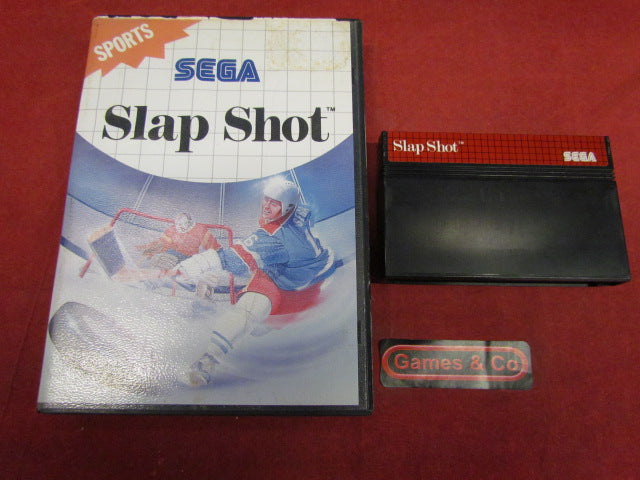 SPORTS
SEGA
Slap Shot™
Slap Shot™
SEGA
Games & Co.